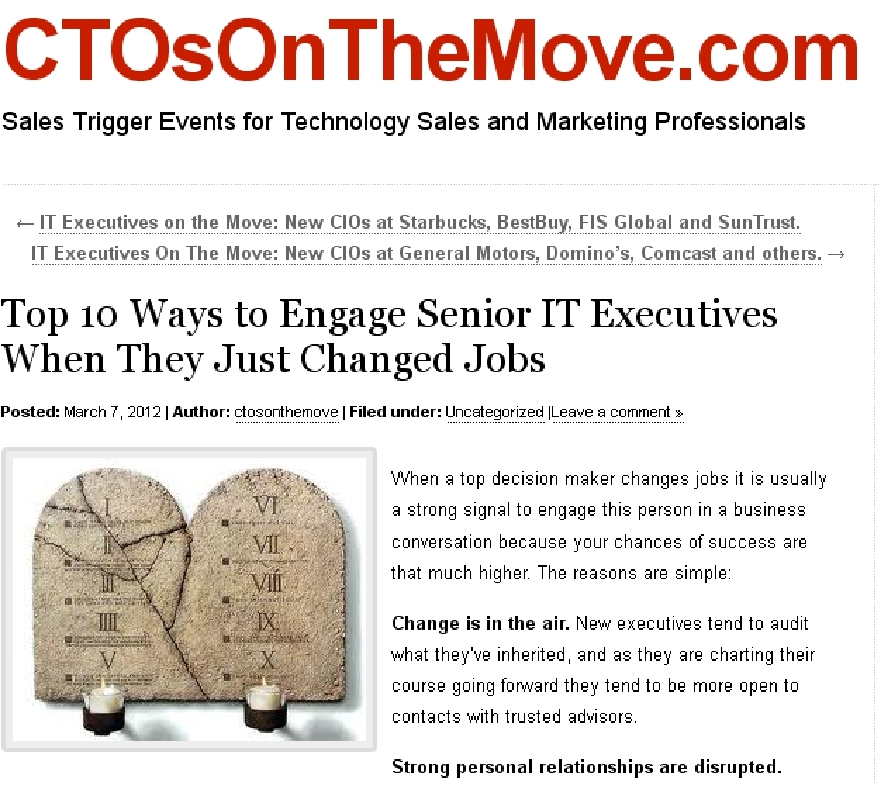 CTOsOnTheMove.com
Sales Trigger Events for Technology Sales and Marketing Professionals
← IT Executives on the Move: New CIOs at Starbucks, BestBuy, FIS Global and SunTrust.
IT Executives On The Move: New CIOs at General Motors, Domino's, Comcast and others. →
Top 10 Ways to Engage Senior IT Executives
When They Just Changed Jobs
Posted: March 7, 2012 | Author: ctosonthemove | Filed under: Uncategorized |Leave a comment »
I
II
III
IIII
V
VI
VII
VIII
IX
X
When a top decision maker changes jobs it is usually
a strong signal to engage this person in a business
conversation because your chances of success are
that much higher. The reasons are simple:
Change is in the air. New executives tend to audit
what they've inherited, and as they are charting their
course going forward they tend to be more open to
contacts with trusted advisors.
Strong personal relationships are disrupted.